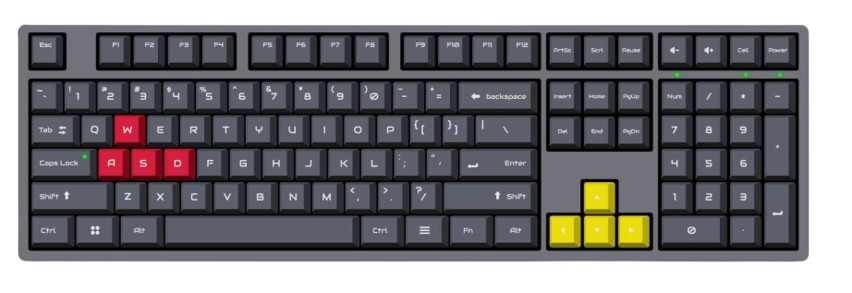 Esc F1 F2 F3 F4 F5 F6 F7 F8 F9 F10 F11 F12 PrtSc Scrl Pause - + Cal Power
~ ` ! 1 @ 2 # 3 $ 4 % 5 ^ 6 & 7 * 8 ( 9 ) 0 _ - + = backspace Insert Home PgUp Num / * -
Tab Q W E R T Y U I O P { [ } ] | \ Del End PgDn 7 8 9 +
Caps Lock A S D F G H J K L : ; " ' Enter 4 5 6
Shift Z X C V B N M < , > . ? / Shift 1 2 3
Ctrl Alt Ctrl Fn Alt 0 .